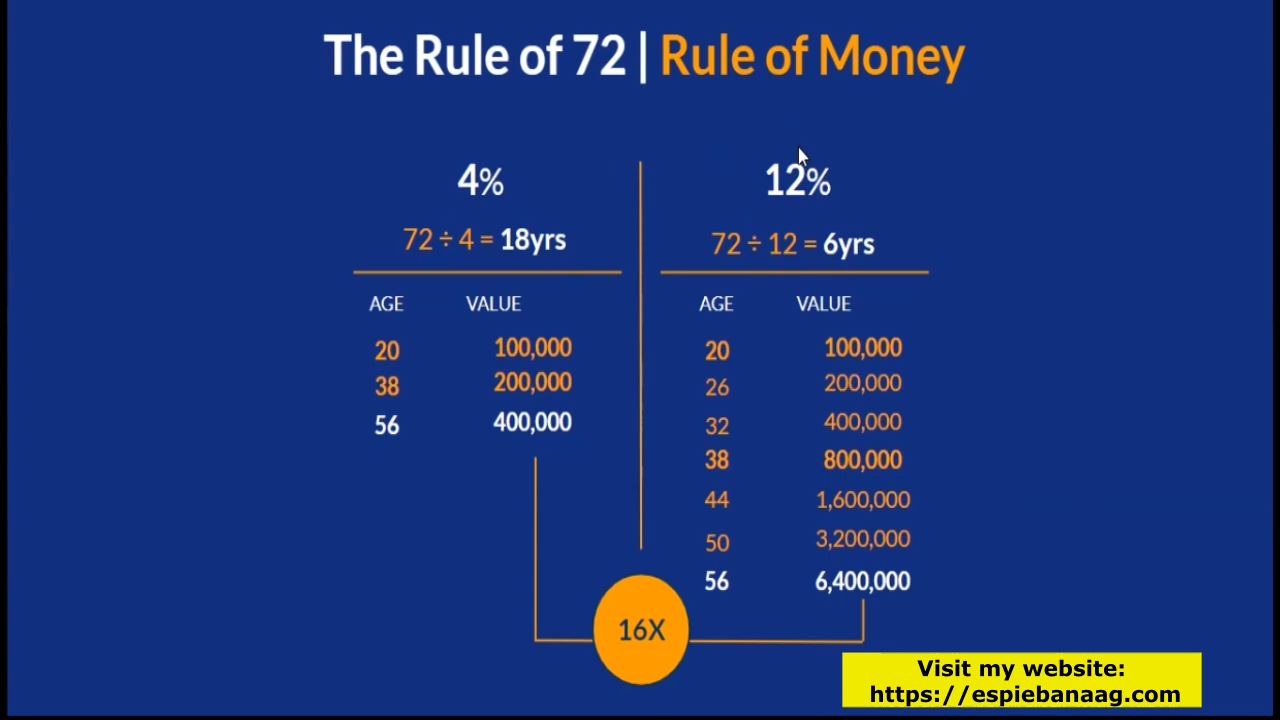 The Rule of 72 | Rule of Money
4%
72 ÷ 4 = 18yrs
AGE VALUE
20 100,000
38 200,000
56 400,000
12%
72 ÷ 12 = 6yrs
AGE VALUE
20 100,000
26 200,000
32 400,000
38 800,000
44 1,600,000
50 3,200,000
56 6,400,000
16X
Visit my website:
https://espiebanaag.com